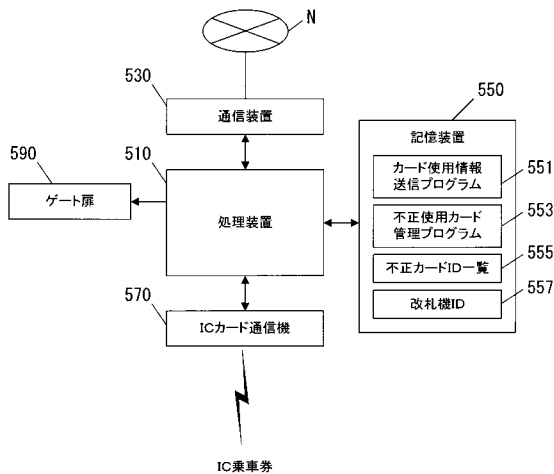 N
530
通信装置
550
記憶装置
590
510
ゲート扉
処理装置
カード使用情報
送信プログラム
551
不正使用カード
管理プログラム
553
不正カードID一覧
555
改札機ID
557
570
ICカード通信機
IC乗車券